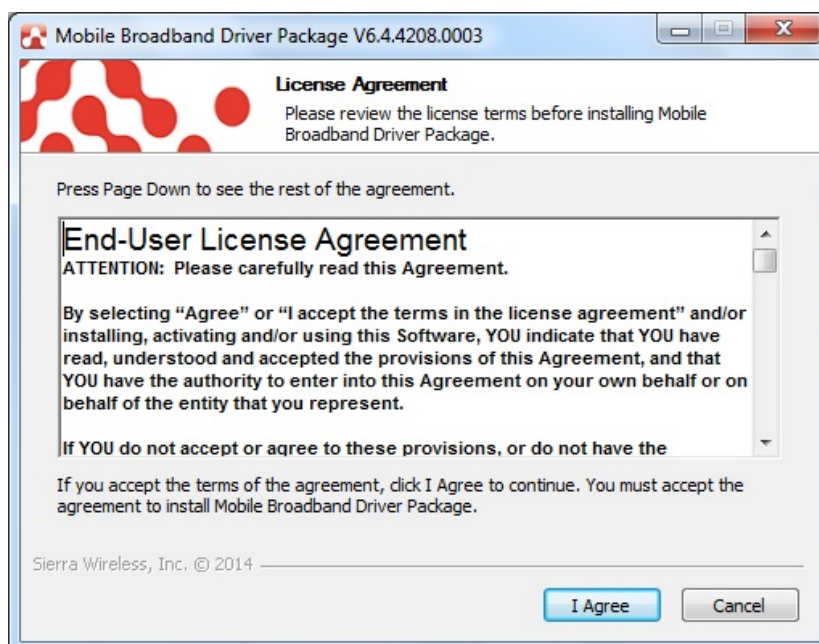 Mobile Broadband Driver Package V6.4.4208.0003
License Agreement
Please review the license terms before installing Mobile
Broadband Driver Package.
Press Page Down to see the rest of the agreement.
End-User License Agreement
ATTENTION:  Please carefully read this Agreement.
By selecting “Agree” or “I accept the terms in the license agreement” and/or
installing, activating and/or using this Software, YOU indicate that YOU have
read, understood and accepted the provisions of this Agreement, and that
YOU have the authority to enter into this Agreement on your own behalf or on
behalf of the entity that you represent.
If YOU do not accept or agree to these provisions, or do not have the
If you accept the terms of the agreement, click I Agree to continue. You must accept the
agreement to install Mobile Broadband Driver Package.
Sierra Wireless, Inc. © 2014
I Agree
Cancel